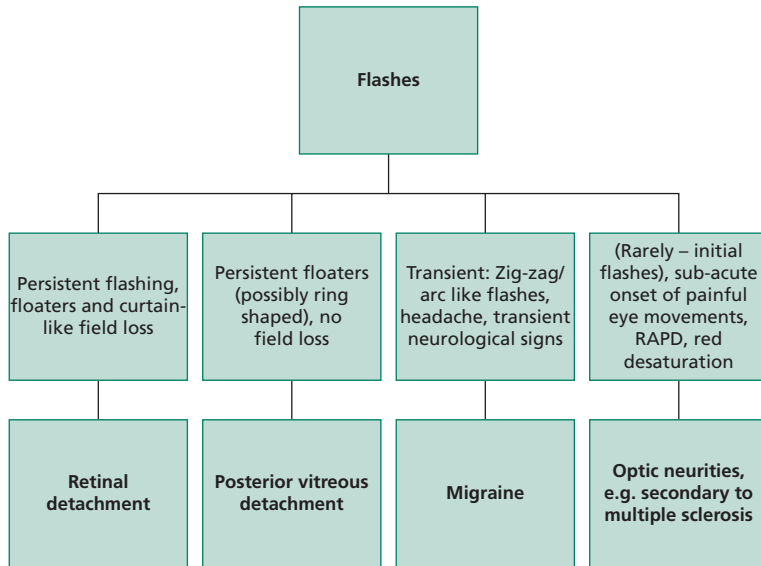 Flashes
Persistent flashing,
floaters and curtain-
like field loss
Persistent floaters
(possibly ring
shaped), no
field loss
Transient: Zig-zag/
arc like flashes,
headache, transient
neurological signs
(Rarely – initial
flashes), sub-acute
onset of painful
eye movements,
RAPD, red
desaturation
Retinal
detachment
Posterior vitreous
detachment
Migraine
Optic neurities,
e.g. secondary to
multiple sclerosis